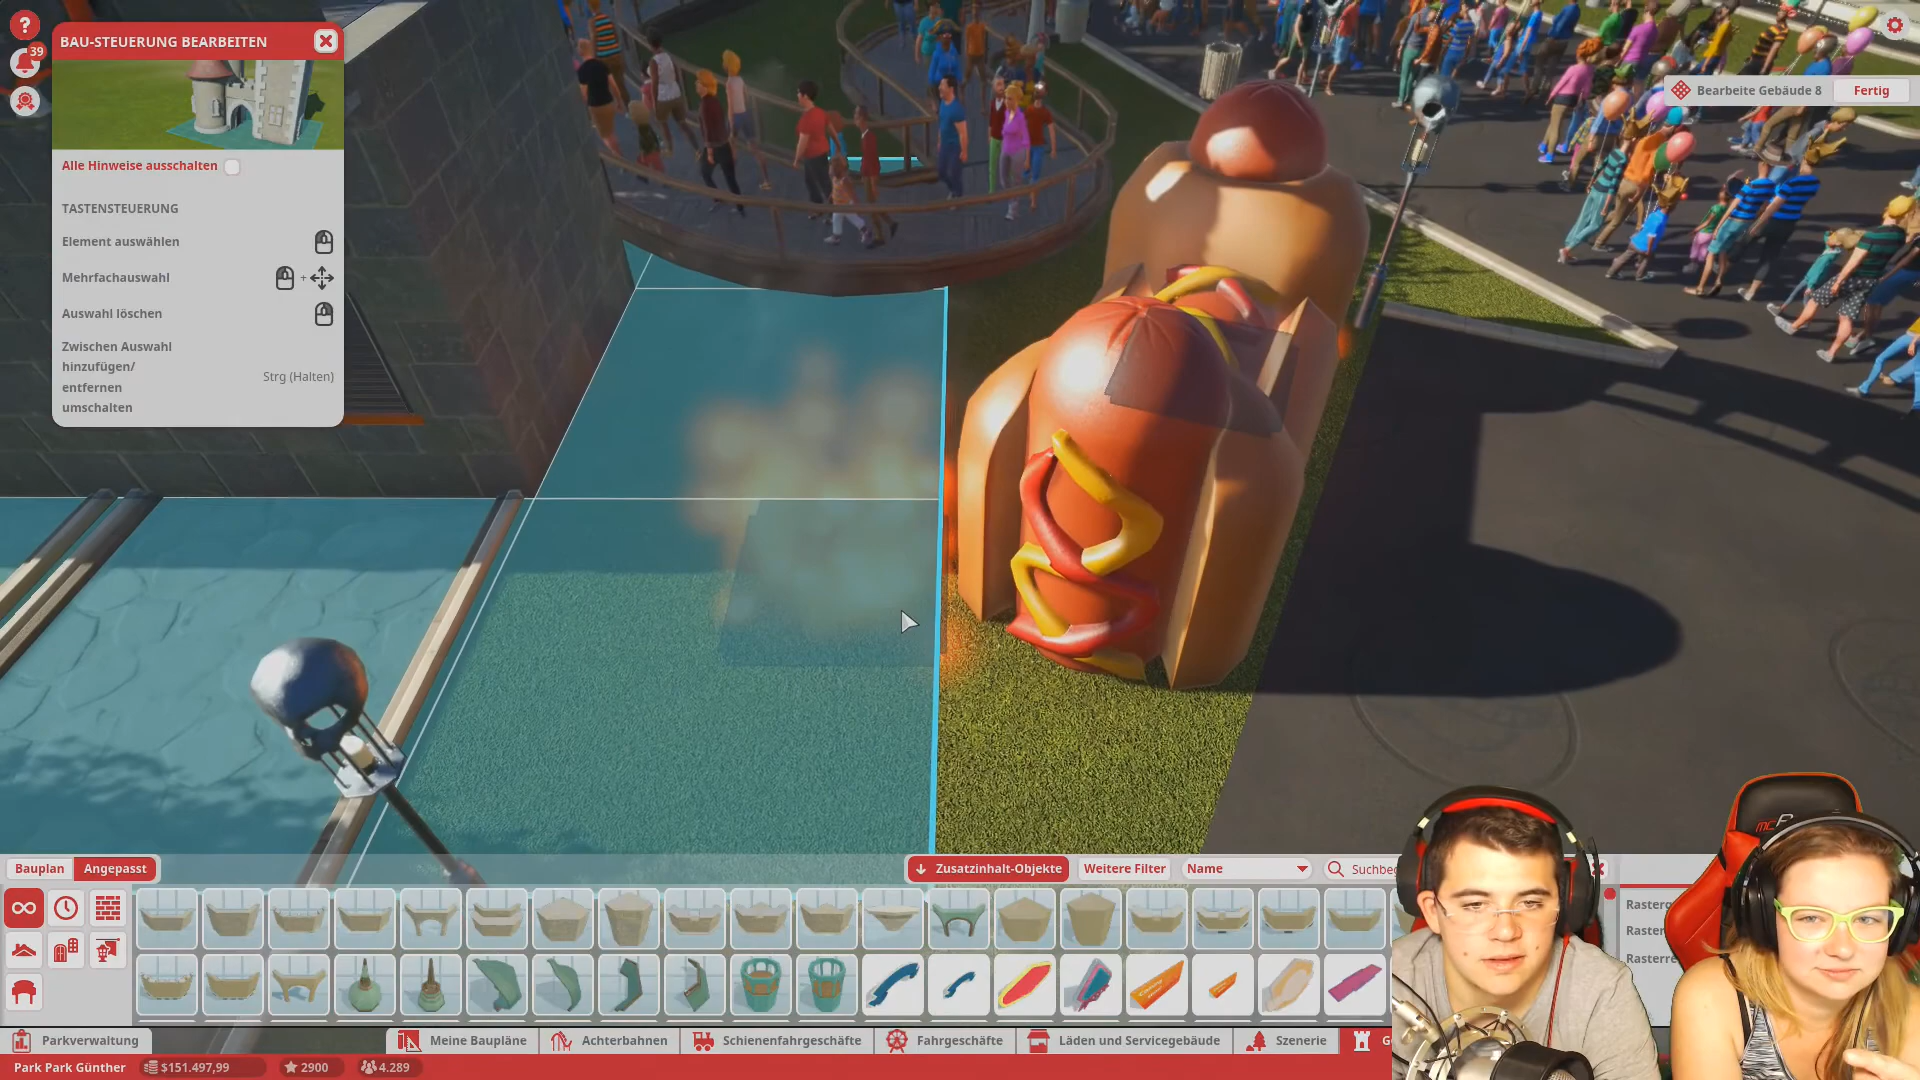 ?
39
BAU-STEUERUNG BEARBEITEN
Alle Hinweise ausschalten
TASTENSTEUERUNG
Element auswählen
Mehrfachauswahl
+
Auswahl löschen
Zwischen Auswahl
hinzufügen/
entfernen
umschalten
Strg (Halten)
Bearbeite Gebäude 8
Fertig
Bauplan
Angepasst
Zusatzinhalt-Objekte
Weitere Filter
Name
Parkverwaltung
Meine Baupläne
Achterbahnen
Schienenfahrgeschäfte
Fahrgeschäfte
Läden und Servicegebäude
Szenerie
Park Park Günther
$151.497,99
2900
4.289